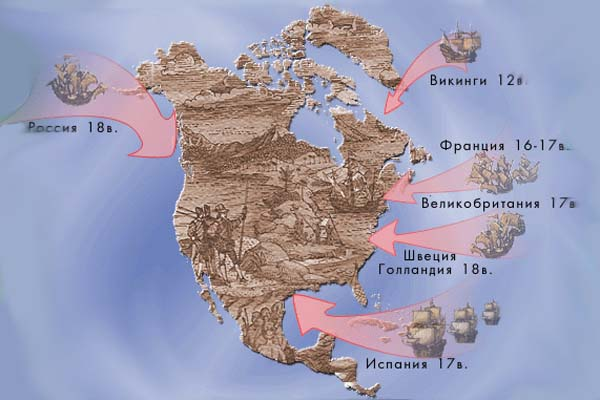 Викинги 12в.
Россия 18в.
Франция 16-17в.
Великобритания 17в
Швеция
Голландия 18в.
Испания 17в.